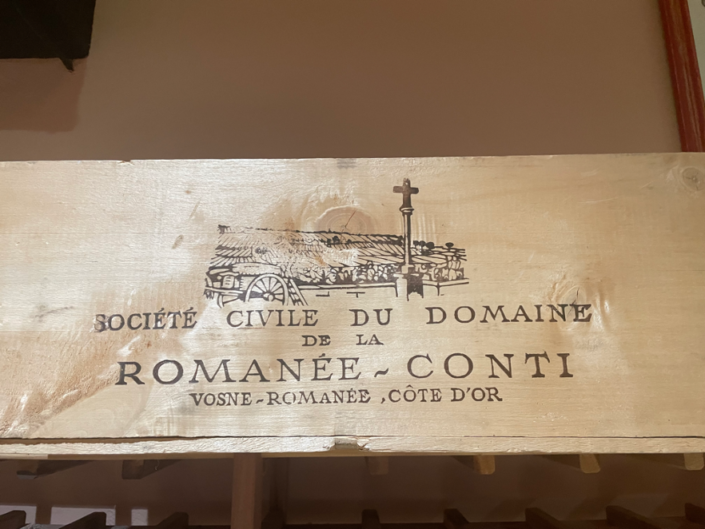 SOCIÉTÉ CIVILE DU DOMAINE
DE LA
ROMANÉE - CONTI
VOSNE-ROMANÉE , CÔTE D'OR